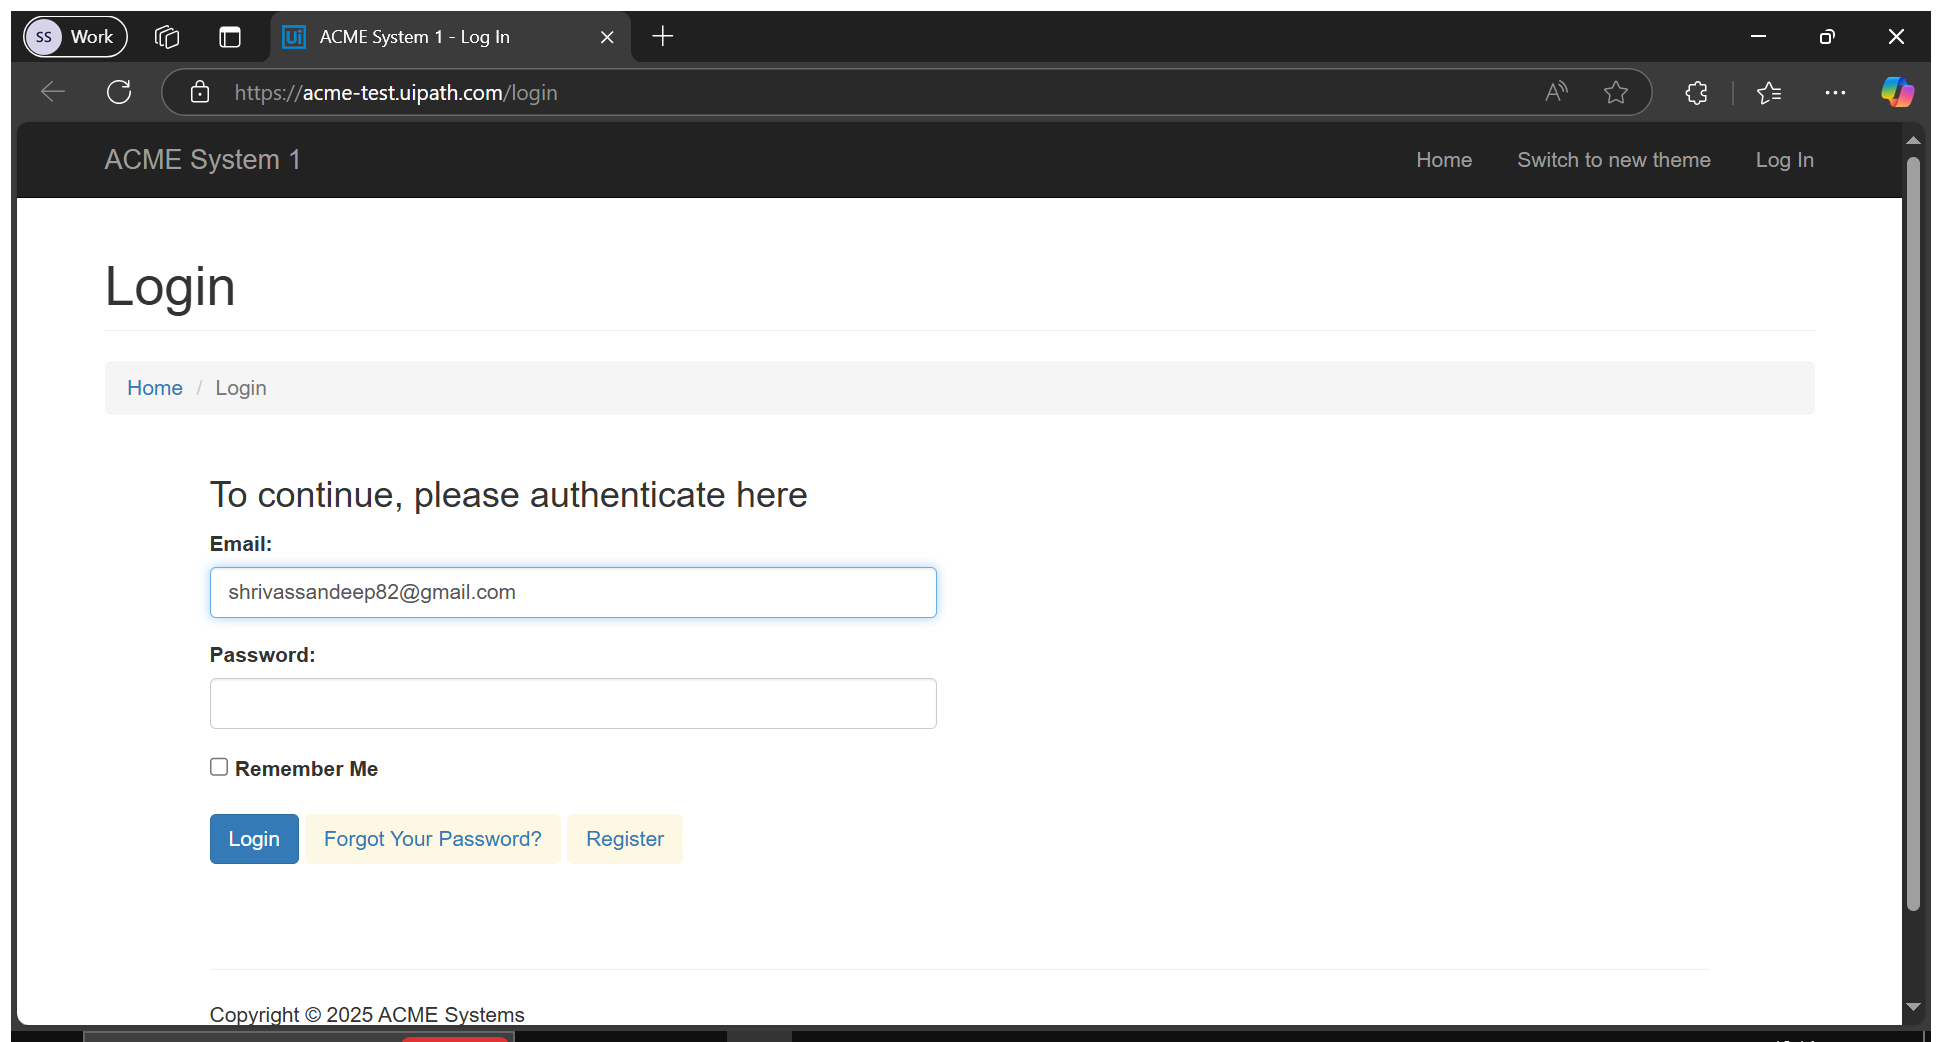 SS Work
Ui ACME System 1 - Log In
https://acme-test.uipath.com/login
ACME System 1
Home Switch to new theme Log In
Login
Home / Login
To continue, please authenticate here
Email:
shrivassandeep82@gmail.com
Password:
Remember Me
Login Forgot Your Password? Register
Copyright © 2025 ACME Systems